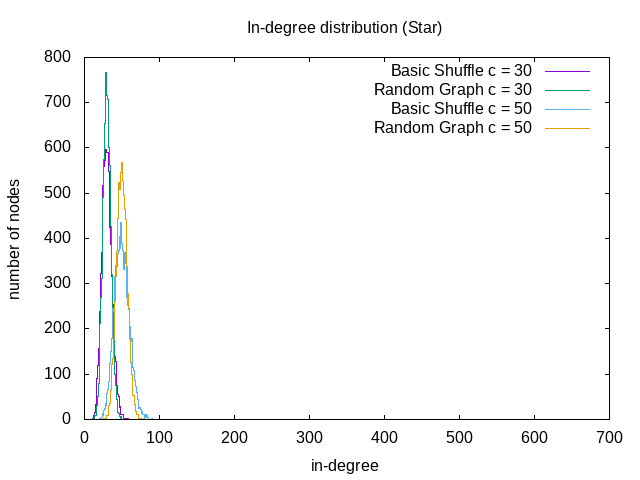 In-degree distribution (Star)
800
700
600
500
400
300
200
100
0
number of nodes
Basic Shuffle c = 30
Random Graph c = 30
Basic Shuffle c = 50
Random Graph c = 50
0 100 200 300 400 500 600 700
in-degree